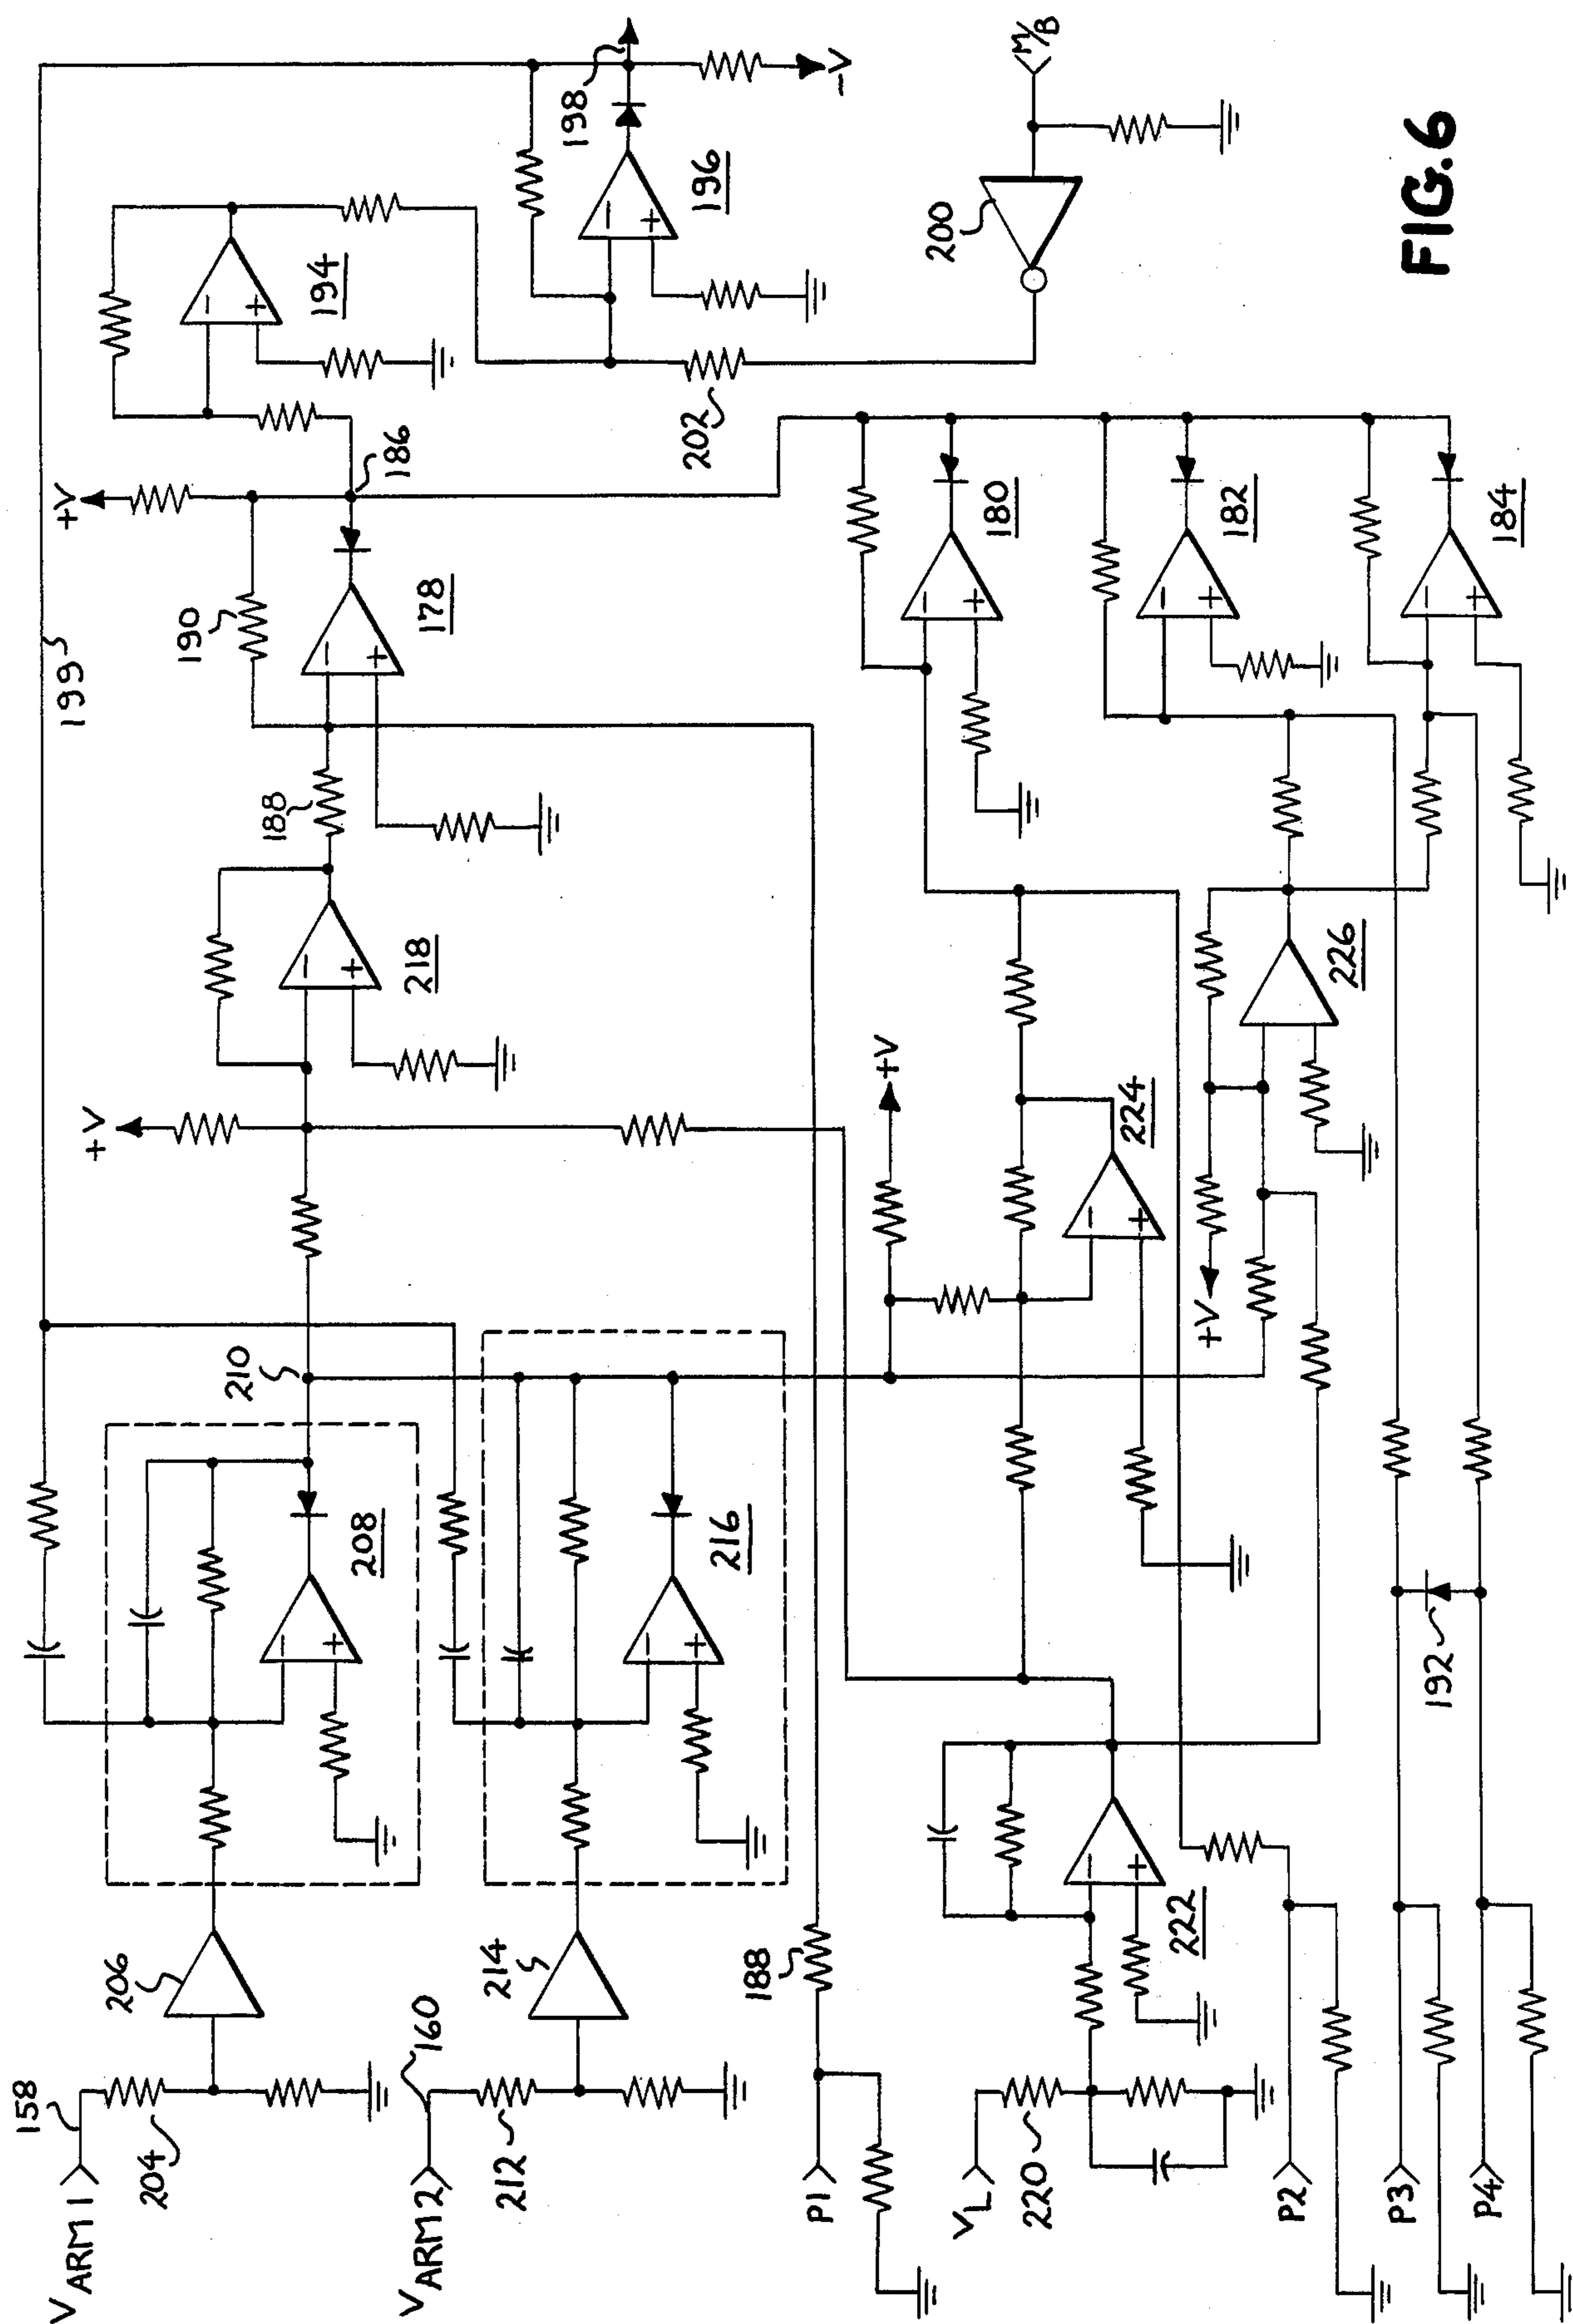 V ARM 1
158
204
206
208
210
199
+V
218
188
190
178
+V
186
194
196
198
-V
M/B
200
202
V ARM 2
160
212
214
216
P1
188
VL
220
222
224
+V
226
+V
180
182
184
P2
P3
P4
192
- + - + - + - + - + - + - + - + - + - + - +
FIG. 6